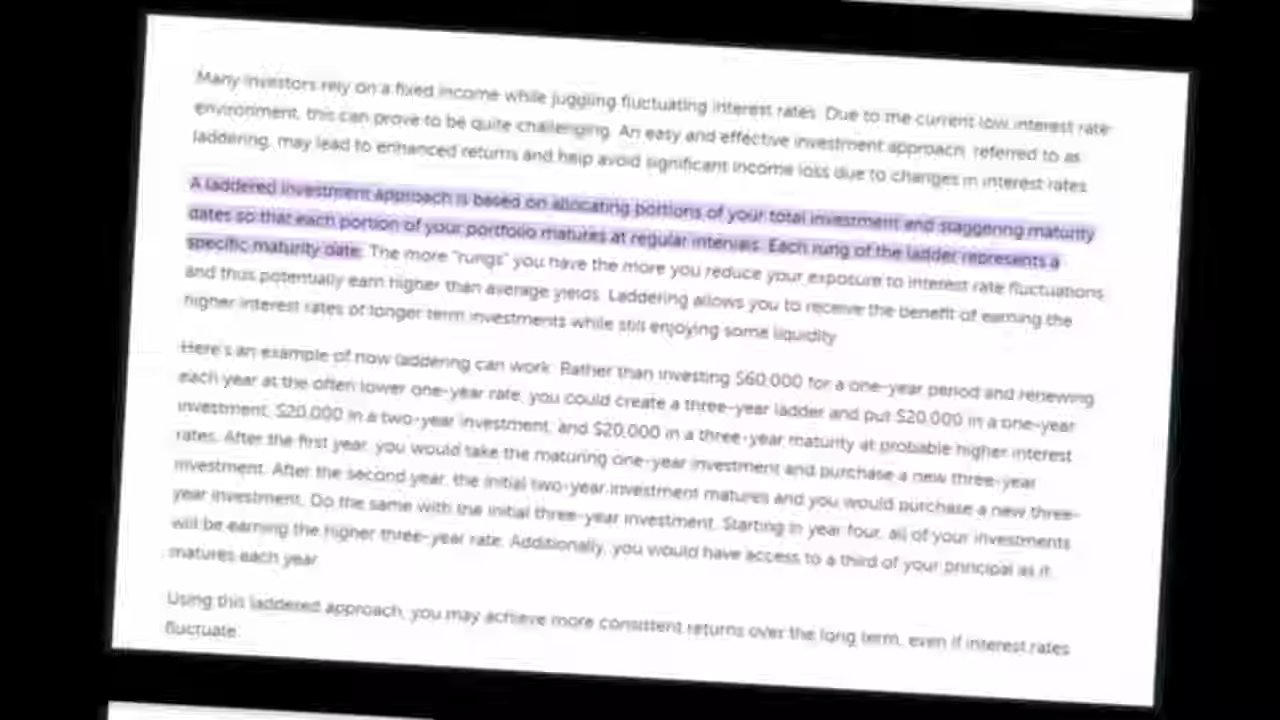 Many investors rely on a fixed income while juggling fluctuating interest rates. Due to the current low interest rate
environment, this can prove to be quite challenging. An easy and effective investment approach, referred to as
laddering, may lead to enhanced returns and help avoid significant income loss due to changes in interest rates.
A laddered investment approach is based on allocating portions of your total investment and staggering maturity
dates so that each portion of your portfolio matures at regular intervals. Each rung of the ladder represents a
specific maturity date. The more "rungs" you have the more you reduce your exposure to interest rate fluctuations
and thus potentially earn higher than average yields. Laddering allows you to receive the benefit of earning the
higher interest rates of longer term investments while still enjoying some liquidity.
Here's an example of how laddering can work. Rather than investing $60,000 for a one-year period and renewing
each year at the often lower one-year rate, you could create a three-year ladder and put $20,000 in a one-year
investment, $20,000 in a two-year investment, and $20,000 in a three-year maturity at probable higher interest
rates. After the first year, you would take the maturing one-year investment and purchase a new three-year
investment. After the second year, the initial two-year investment matures and you would purchase a new three-
year investment. Do the same with the initial three-year investment. Starting in year four, all of your investments
will be earning the higher three-year rate. Additionally, you would have access to a third of your principal as it
matures each year.
Using this laddered approach, you may achieve more consistent returns over the long term, even if interest rates
fluctuate.